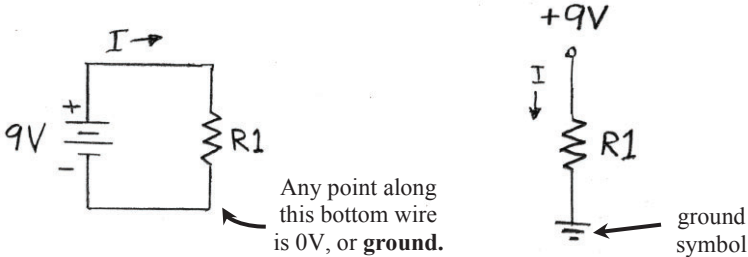 I
+
9V
-
R1
Any point along
this bottom wire
is 0V, or ground.
+9V
I
R1
ground
symbol